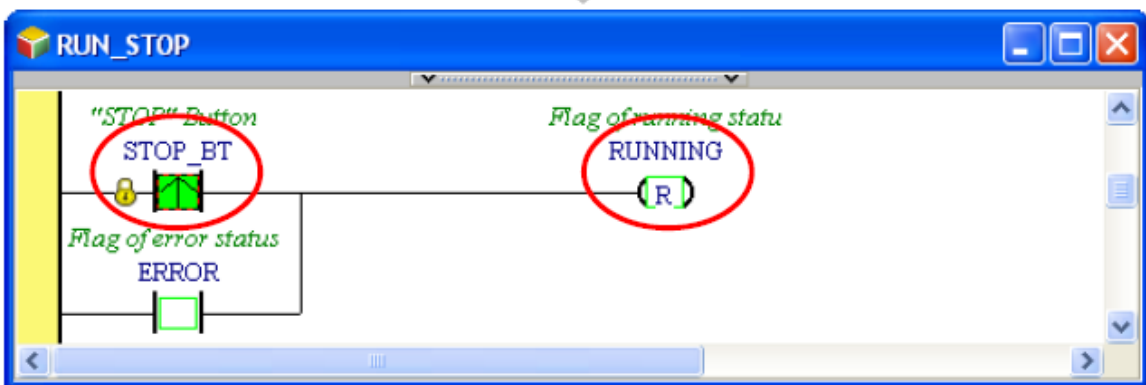 RUN_STOP
"STOP" Button
Flag of running statu
STOP_BT
RUNNING
R
Flag of error status
ERROR